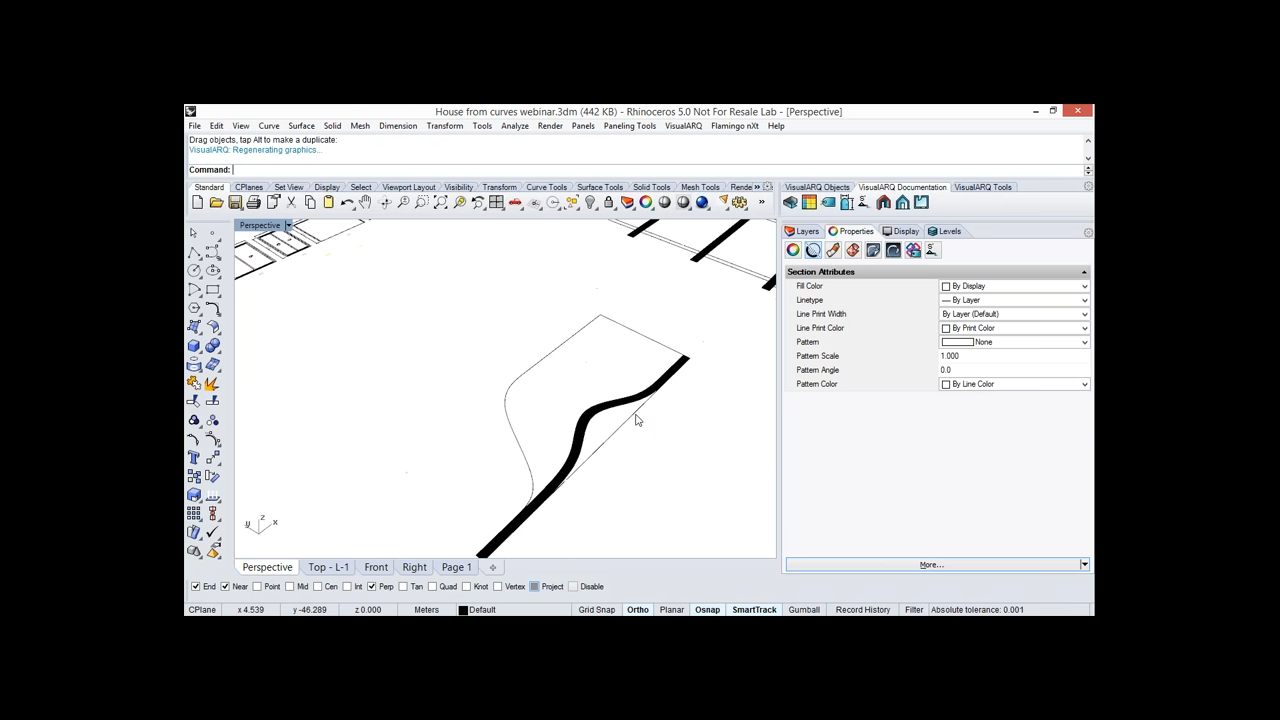 House from curves webinar.3dm (442 KB) - Rhinoceros 5.0 Not For Resale Lab - [Perspective]
File Edit View Curve Surface Solid Mesh Dimension Transform Tools Analyze Render Panels Paneling Tools VisualARQ Flamingo nXt Help
Drag objects, tap Alt to make a duplicate:
VisualARQ: Regenerating graphics...
Command:
Standard CPlanes Set View Display Select Viewport Layout Visibility Transform Curve Tools Surface Tools Solid Tools Mesh Tools Rende »
VisualARQ Objects VisualARQ Documentation VisualARQ Tools
Perspective
Layers Properties Display Levels
Section Attributes
Fill Color By Display
Linetype By Layer
Line Print Width By Layer (Default)
Line Print Color By Print Color
Pattern None
Pattern Scale 1.000
Pattern Angle 0.0
Pattern Color By Line Color
z
y x
More...
Perspective Top - L-1 Front Right Page 1
End Near Point Mid Cen Int Perp Tan Quad Knot Vertex Project Disable
CPlane x 4.539 y -46.289 z 0.000 Meters Default Grid Snap Ortho Planar Osnap SmartTrack Gumball Record History Filter Absolute tolerance: 0.001